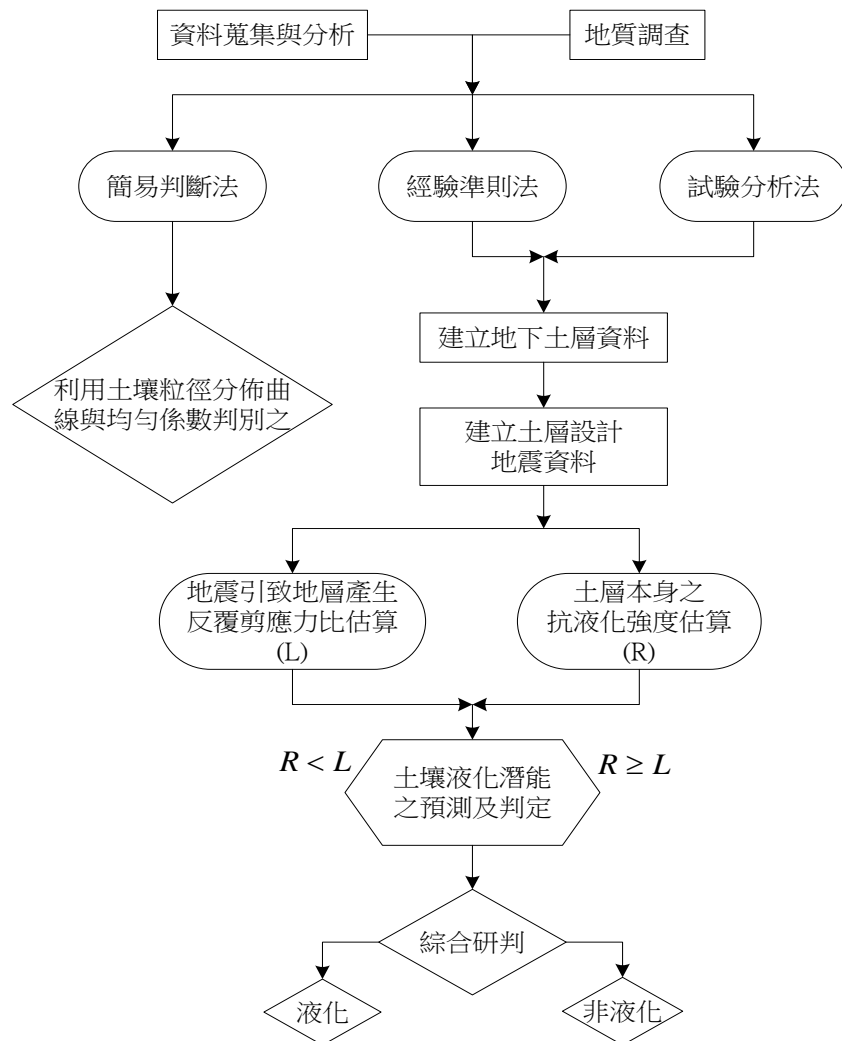 資料蒐集與分析
地質調查
簡易判斷法
經驗準則法
試驗分析法
建立地下土層資料
利用土壤粒徑分佈曲
線與均勻係數判別之
建立土層設計
地震資料
地震引致地層產生
反覆剪應力比估算
(L)
土層本身之
抗液化強度估算
(R)
R < L
土壤液化潛能
之預測及判定
R ≥ L
綜合研判
液化
非液化